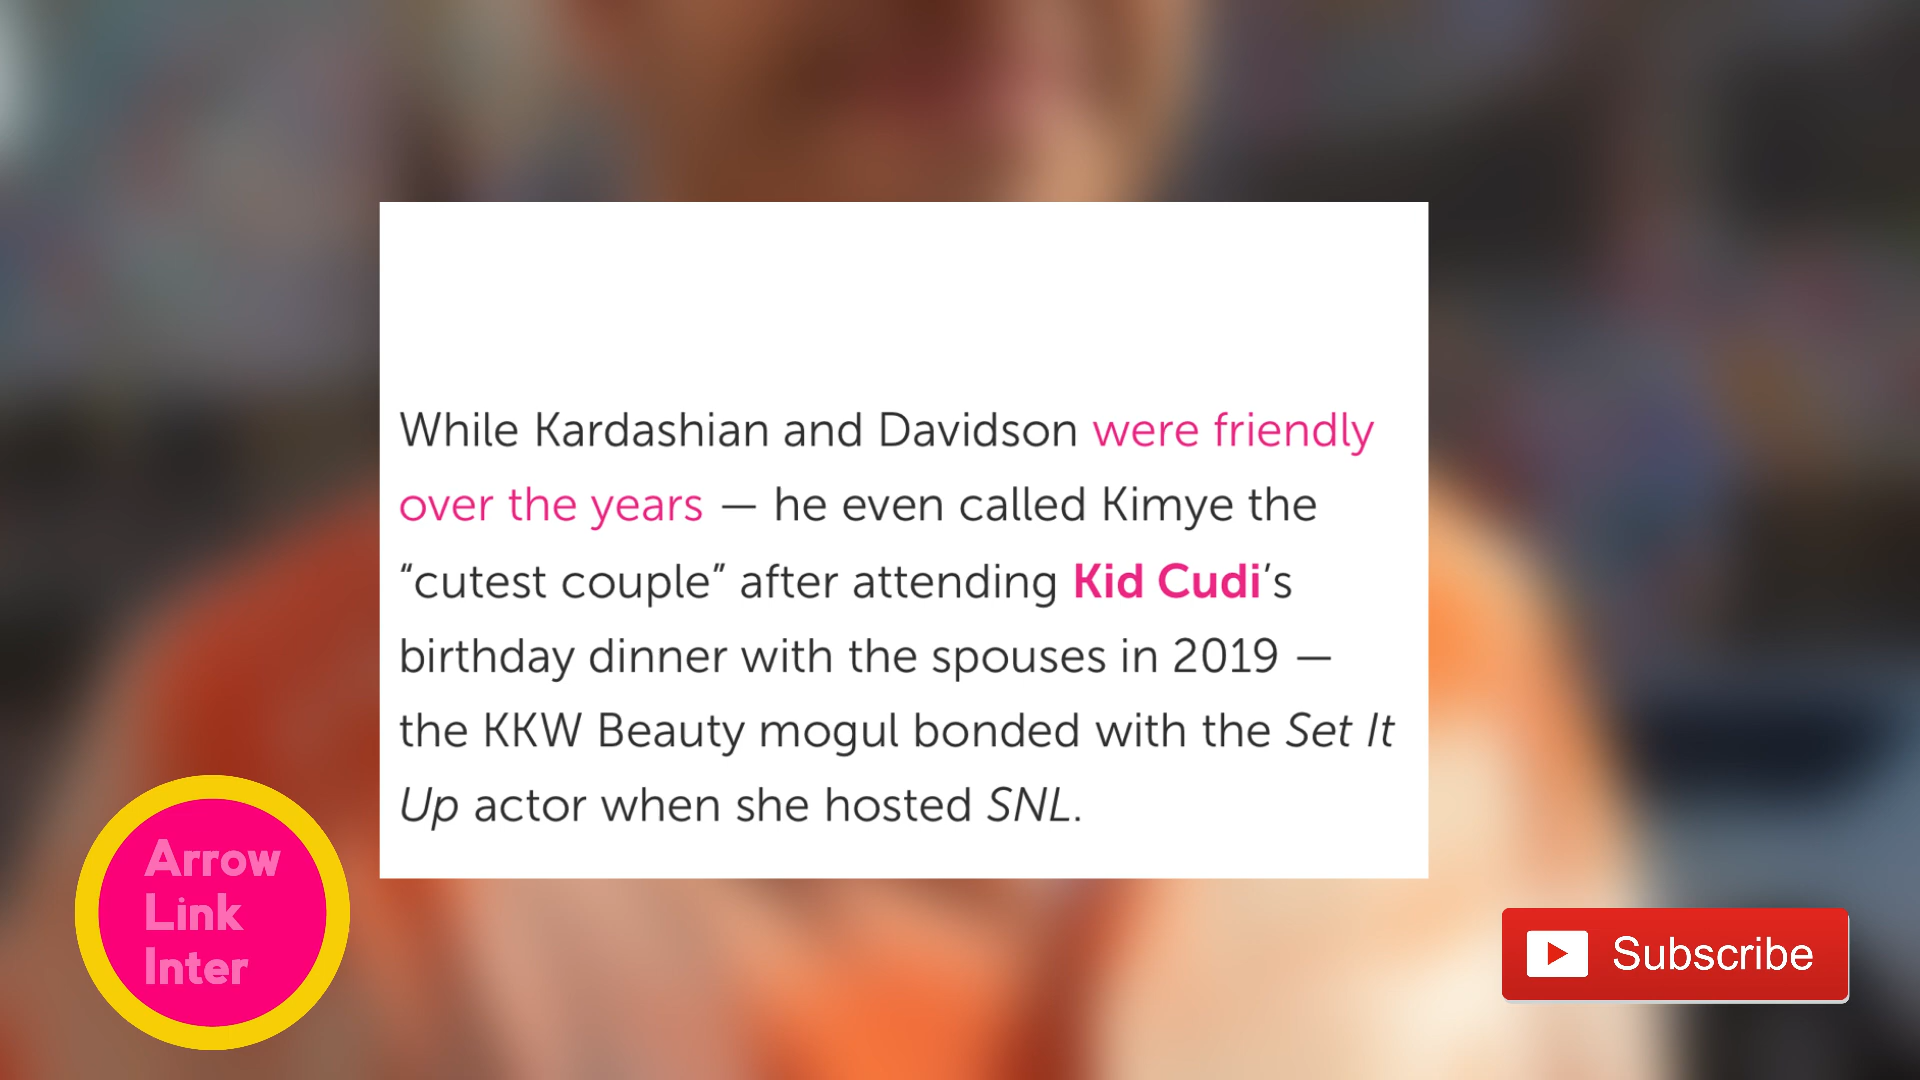 While Kardashian and Davidson were friendly
over the years — he even called Kimye the
“cutest couple” after attending Kid Cudi’s
birthday dinner with the spouses in 2019 —
the KKW Beauty mogul bonded with the Set It
Up actor when she hosted SNL.
Arrow
Link
Inter
Subscribe